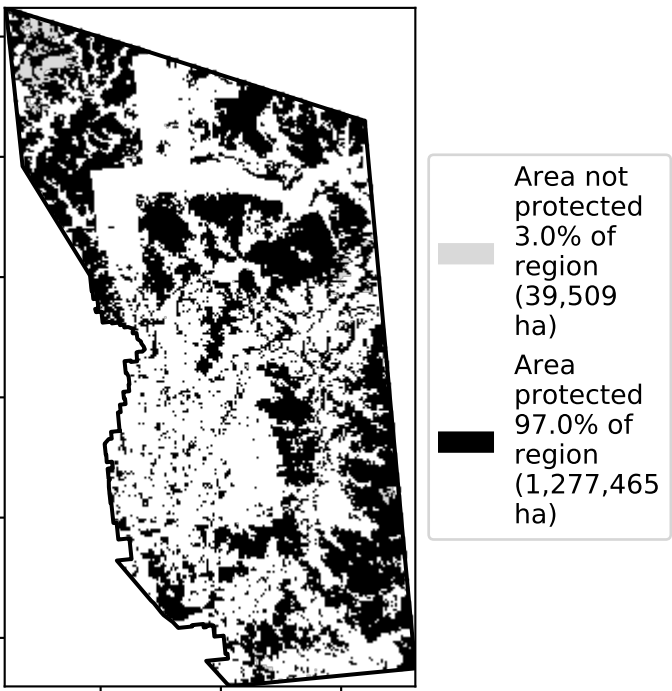 Area not
protected
3.0% of
region
(39,509
ha)
Area
protected
97.0% of
region
(1,277,465
ha)